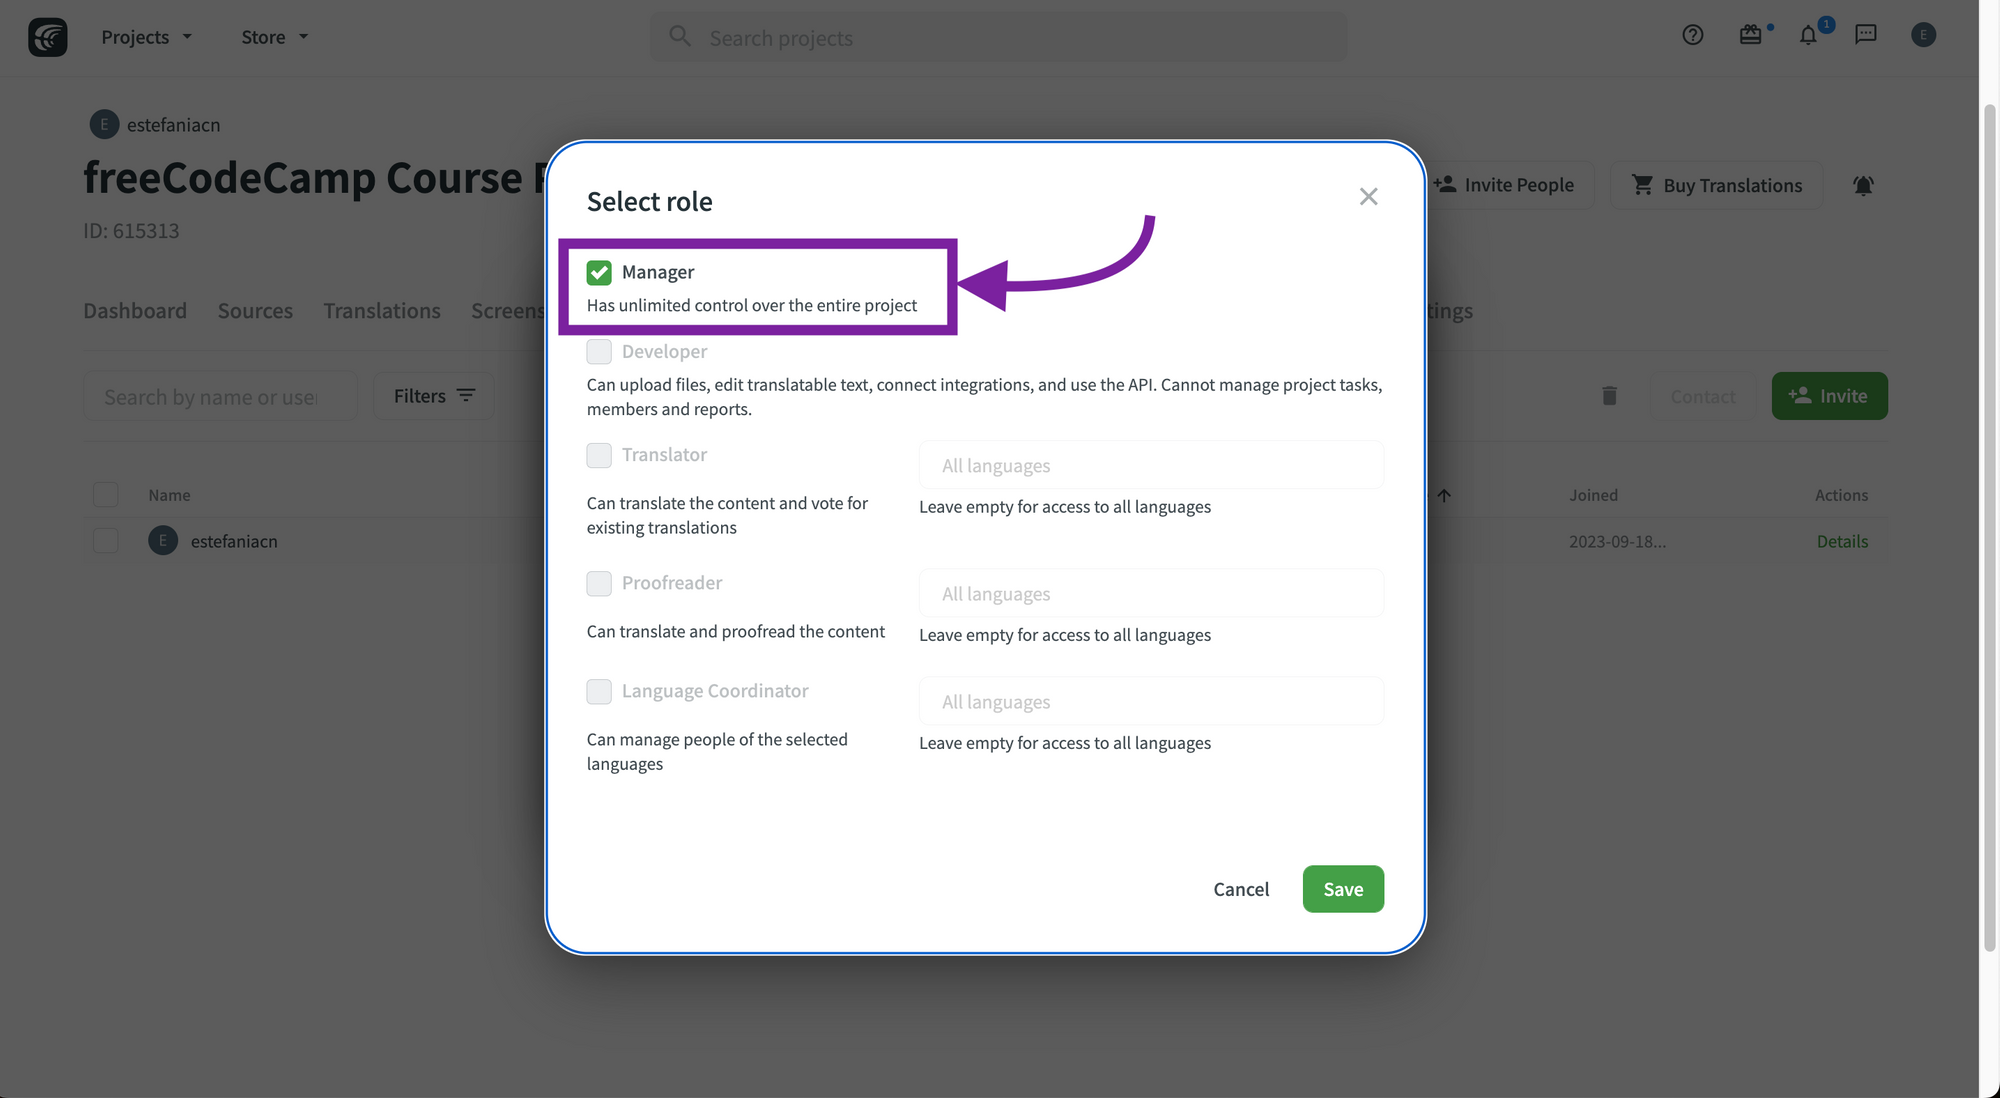 Projects
Store
Search projects
1
E
E
estefaniacn
freeCodeCamp Course
ID: 615313
Invite People
Buy Translations
Dashboard
Sources
Translations
Screens
tings
Search by name or use
Filters
Contact
Invite
Name
Joined
Actions
E
estefaniacn
2023-09-18...
Details
Select role
Manager
Has unlimited control over the entire project
Developer
Can upload files, edit translatable text, connect integrations, and use the API. Cannot manage project tasks,
members and reports.
Translator
All languages
Can translate the content and vote for
existing translations
Leave empty for access to all languages
Proofreader
All languages
Can translate and proofread the content
Leave empty for access to all languages
Language Coordinator
All languages
Can manage people of the selected
languages
Leave empty for access to all languages
Cancel
Save